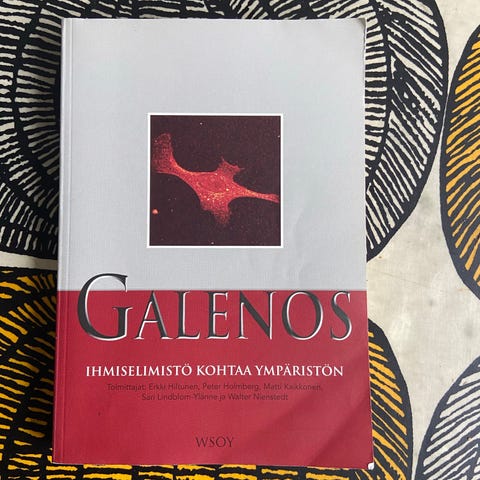 GALENOS
IHMISELIMISTÖ KOHTAA YMPÄRISTÖN
Toimittajat: Erkki Hiltunen, Peter Holmberg, Matti Kaikkonen,
Sari Lindblom-Ylänne ja Walter Nienstedt
WSOY